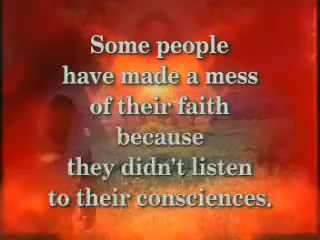 Some people
have made a mess
of their faith
because
they didn't listen
to their consciences.